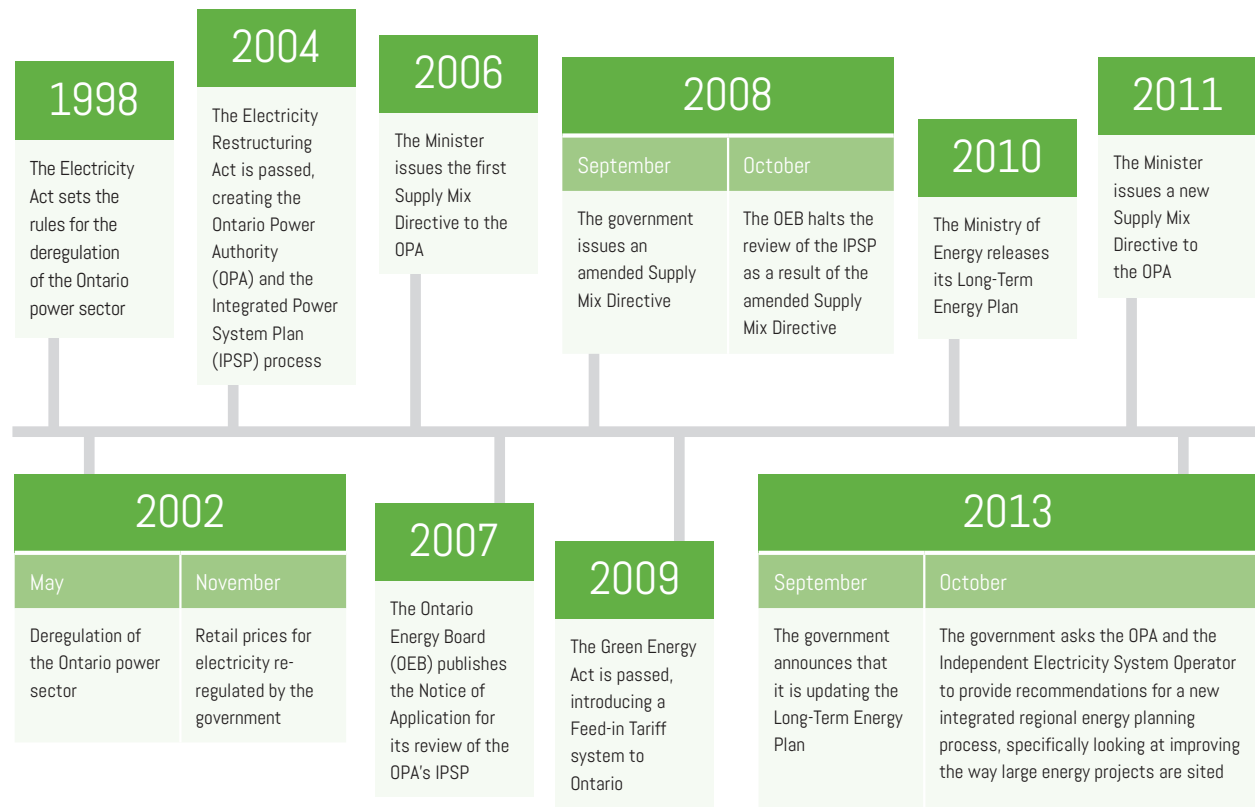 1998
The Electricity
Act sets the
rules for the
deregulation
of the Ontario
power sector
2004
The Electricity
Restructuring
Act is passed,
creating the
Ontario Power
Authority
(OPA) and the
Integrated Power
System Plan
(IPSP) process
2006
The Minister
issues the first
Supply Mix
Directive to the
OPA
2008
September
The government
issues an
amended Supply
Mix Directive
October
The OEB halts the
review of the IPSP
as a result of the
amended Supply
Mix Directive
2010
The Ministry of
Energy releases
its Long-Term
Energy Plan
2011
The Minister
issues a new
Supply Mix
Directive to
the OPA
2002
May
Deregulation of
the Ontario power
sector
November
Retail prices for
electricity re-
regulated by the
government
2007
The Ontario
Energy Board
(OEB) publishes
the Notice of
Application for
its review of the
OPA's IPSP
2009
The Green Energy
Act is passed,
introducing a
Feed-in Tariff
system to
Ontario
2013
September
The government
announces that
it is updating the
Long-Term Energy
Plan
October
The government asks the OPA and the
Independent Electricity System Operator
to provide recommendations for a new
integrated regional energy planning
process, specifically looking at improving
the way large energy projects are sited